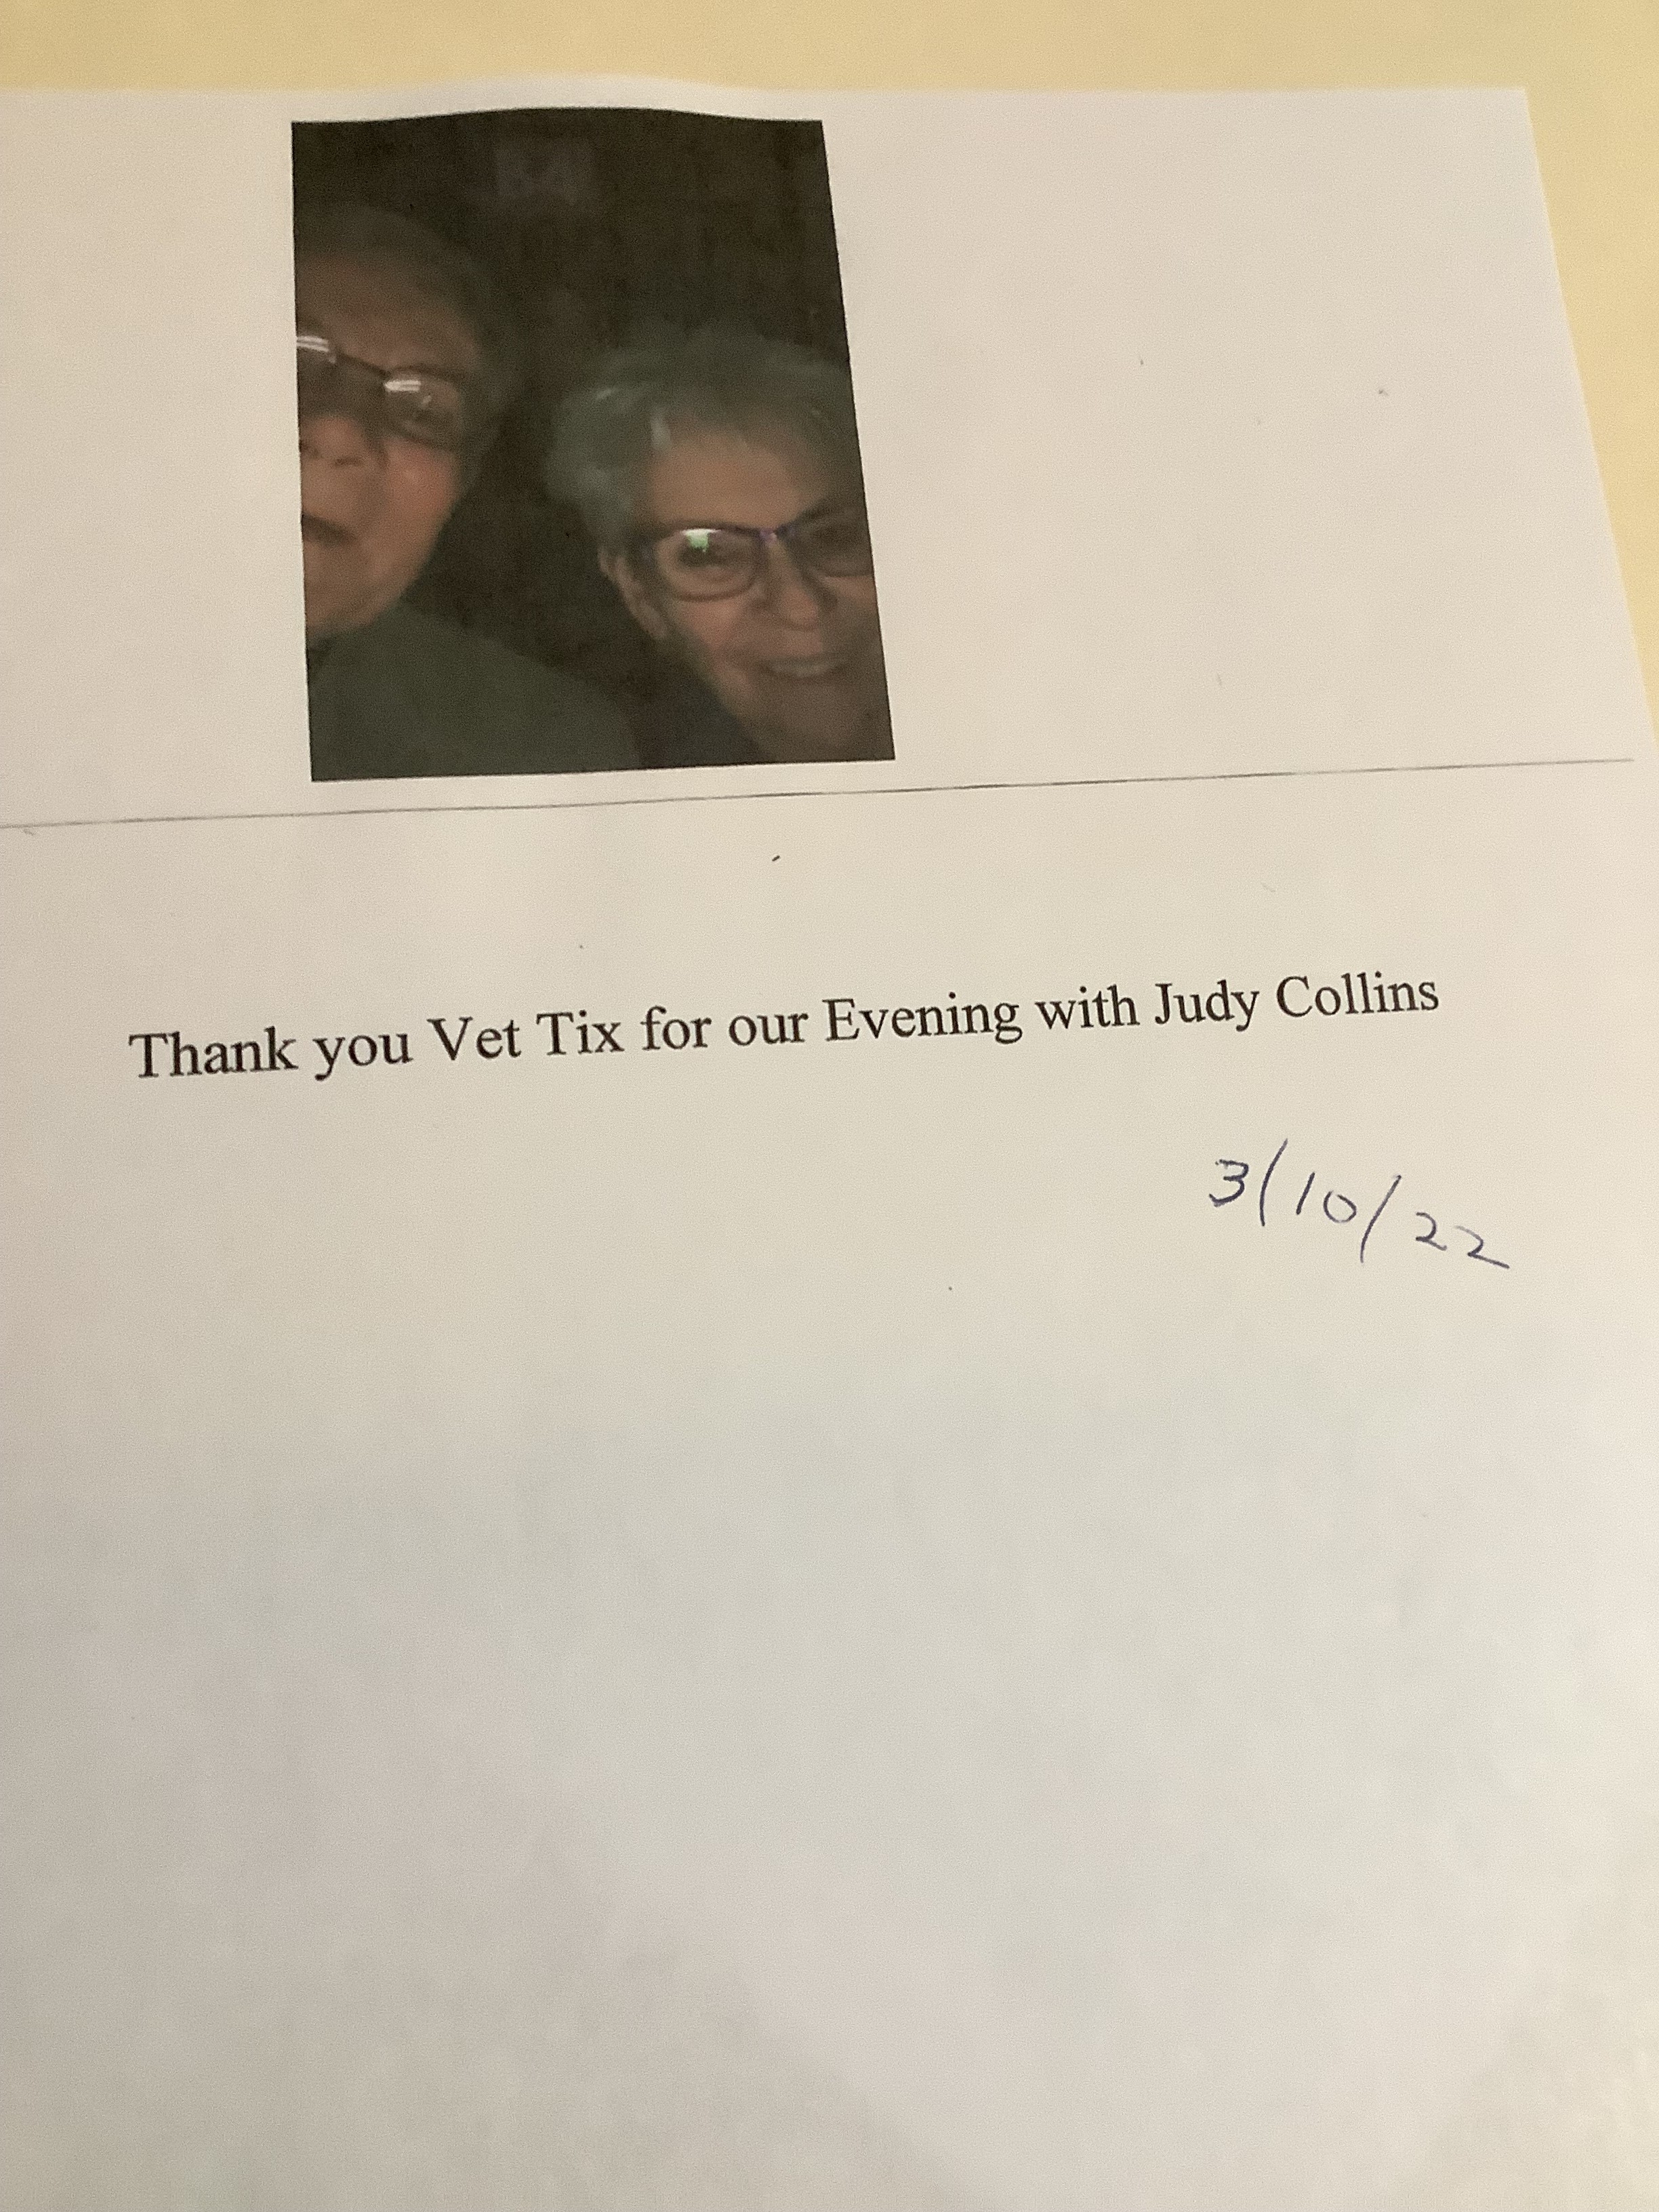 Thank you Vet Tix for our Evening with Judy Collins
3/10/22